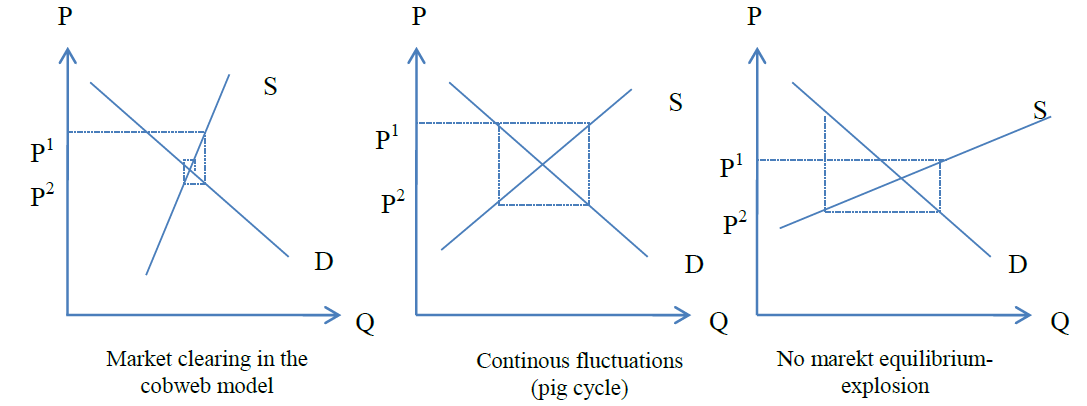 P
S
P¹
P²
D
Q
Market clearing in the
cobweb model
P
S
P¹
P²
D
Q
Continous fluctuations
(pig cycle)
P
S
P¹
P²
D
Q
No marekt equilibrium-
explosion